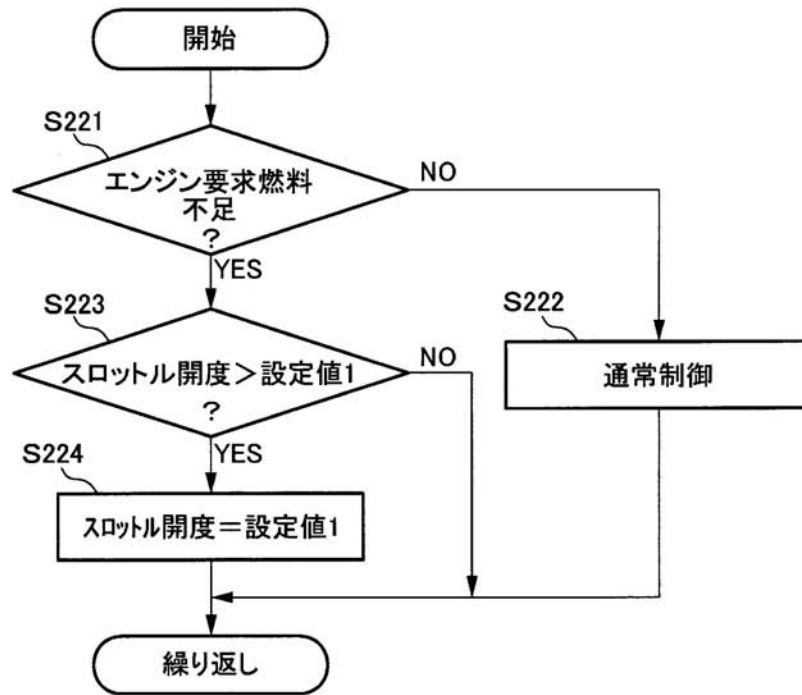 開始
S221
エンジン要求燃料
不足
?
NO
YES
S223
スロットル開度>設定値1
?
NO
S222
通常制御
YES
S224
スロットル開度=設定値1
繰り返し